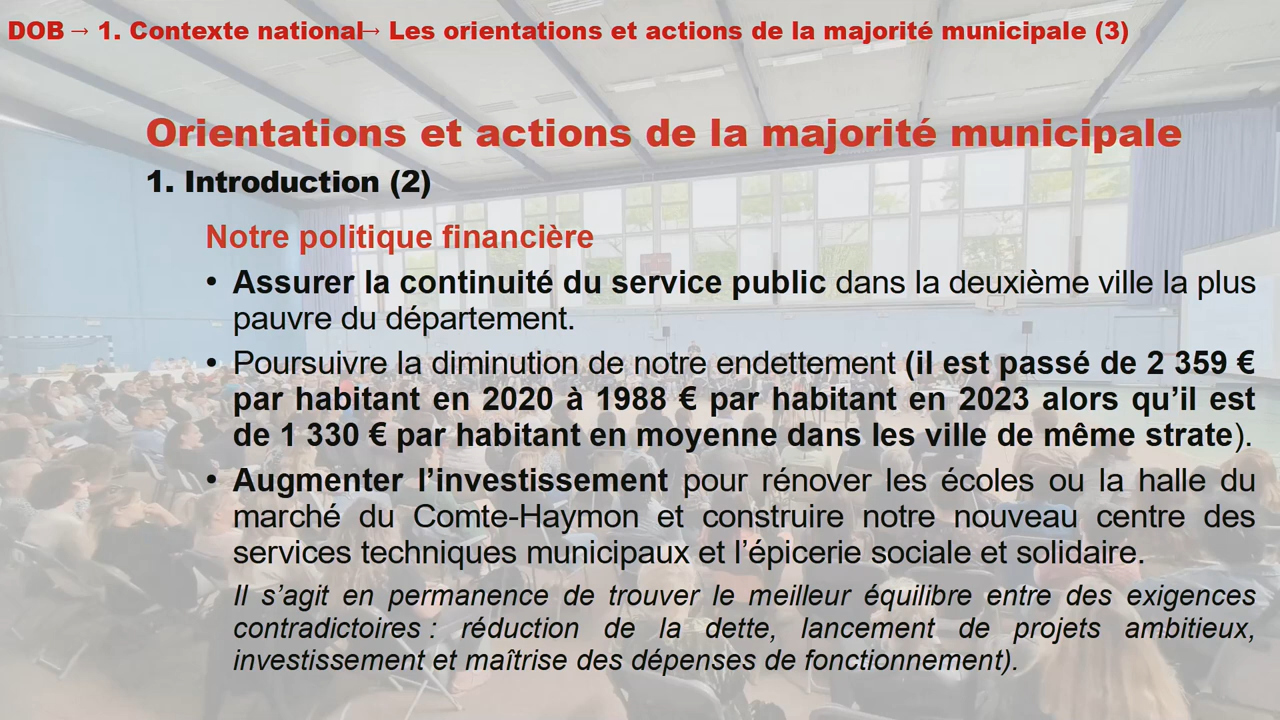 DOB → 1. Contexte national→ Les orientations et actions de la majorité municipale (3)
Orientations et actions de la majorité municipale
1. Introduction (2)
Notre politique financière
• Assurer la continuité du service public dans la deuxième ville la plus
pauvre du département.
• Poursuivre la diminution de notre endettement (il est passé de 2 359 €
par habitant en 2020 à 1988 € par habitant en 2023 alors qu’il est
de 1 330 € par habitant en moyenne dans les ville de même strate).
• Augmenter l’investissement pour rénover les écoles ou la halle du
marché du Comte-Haymon et construire notre nouveau centre des
services techniques municipaux et l’épicerie sociale et solidaire.
Il s’agit en permanence de trouver le meilleur équilibre entre des exigences
contradictoires : réduction de la dette, lancement de projets ambitieux,
investissement et maîtrise des dépenses de fonctionnement).